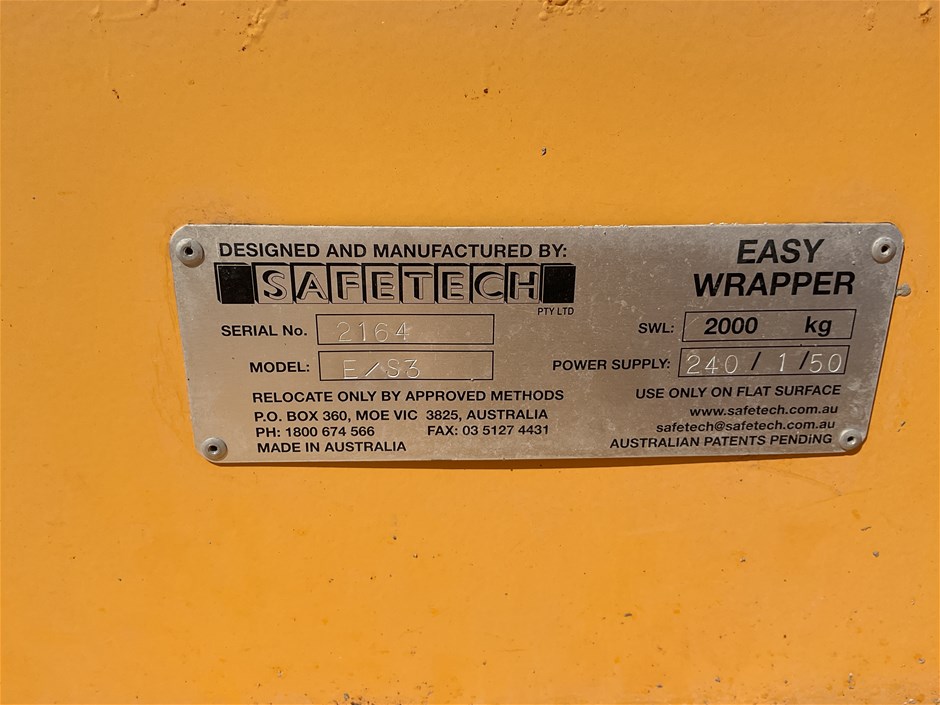 DESIGNED AND MANUFACTURED BY:
SAFETECH
PTY LTD
SERIAL No. 2164
MODEL: E/S3
RELOCATE ONLY BY APPROVED METHODS
P.O. BOX 360, MOE VIC 3825, AUSTRALIA
PH: 1800 674 566 FAX: 03 5127 4431
MADE IN AUSTRALIA
EASY
WRAPPER
SWL: 2000 kg
POWER SUPPLY: 240 / 1 / 50
USE ONLY ON FLAT SURFACE
www.safetech.com.au
safetech@safetech.com.au
AUSTRALIAN PATENTS PENDiNG